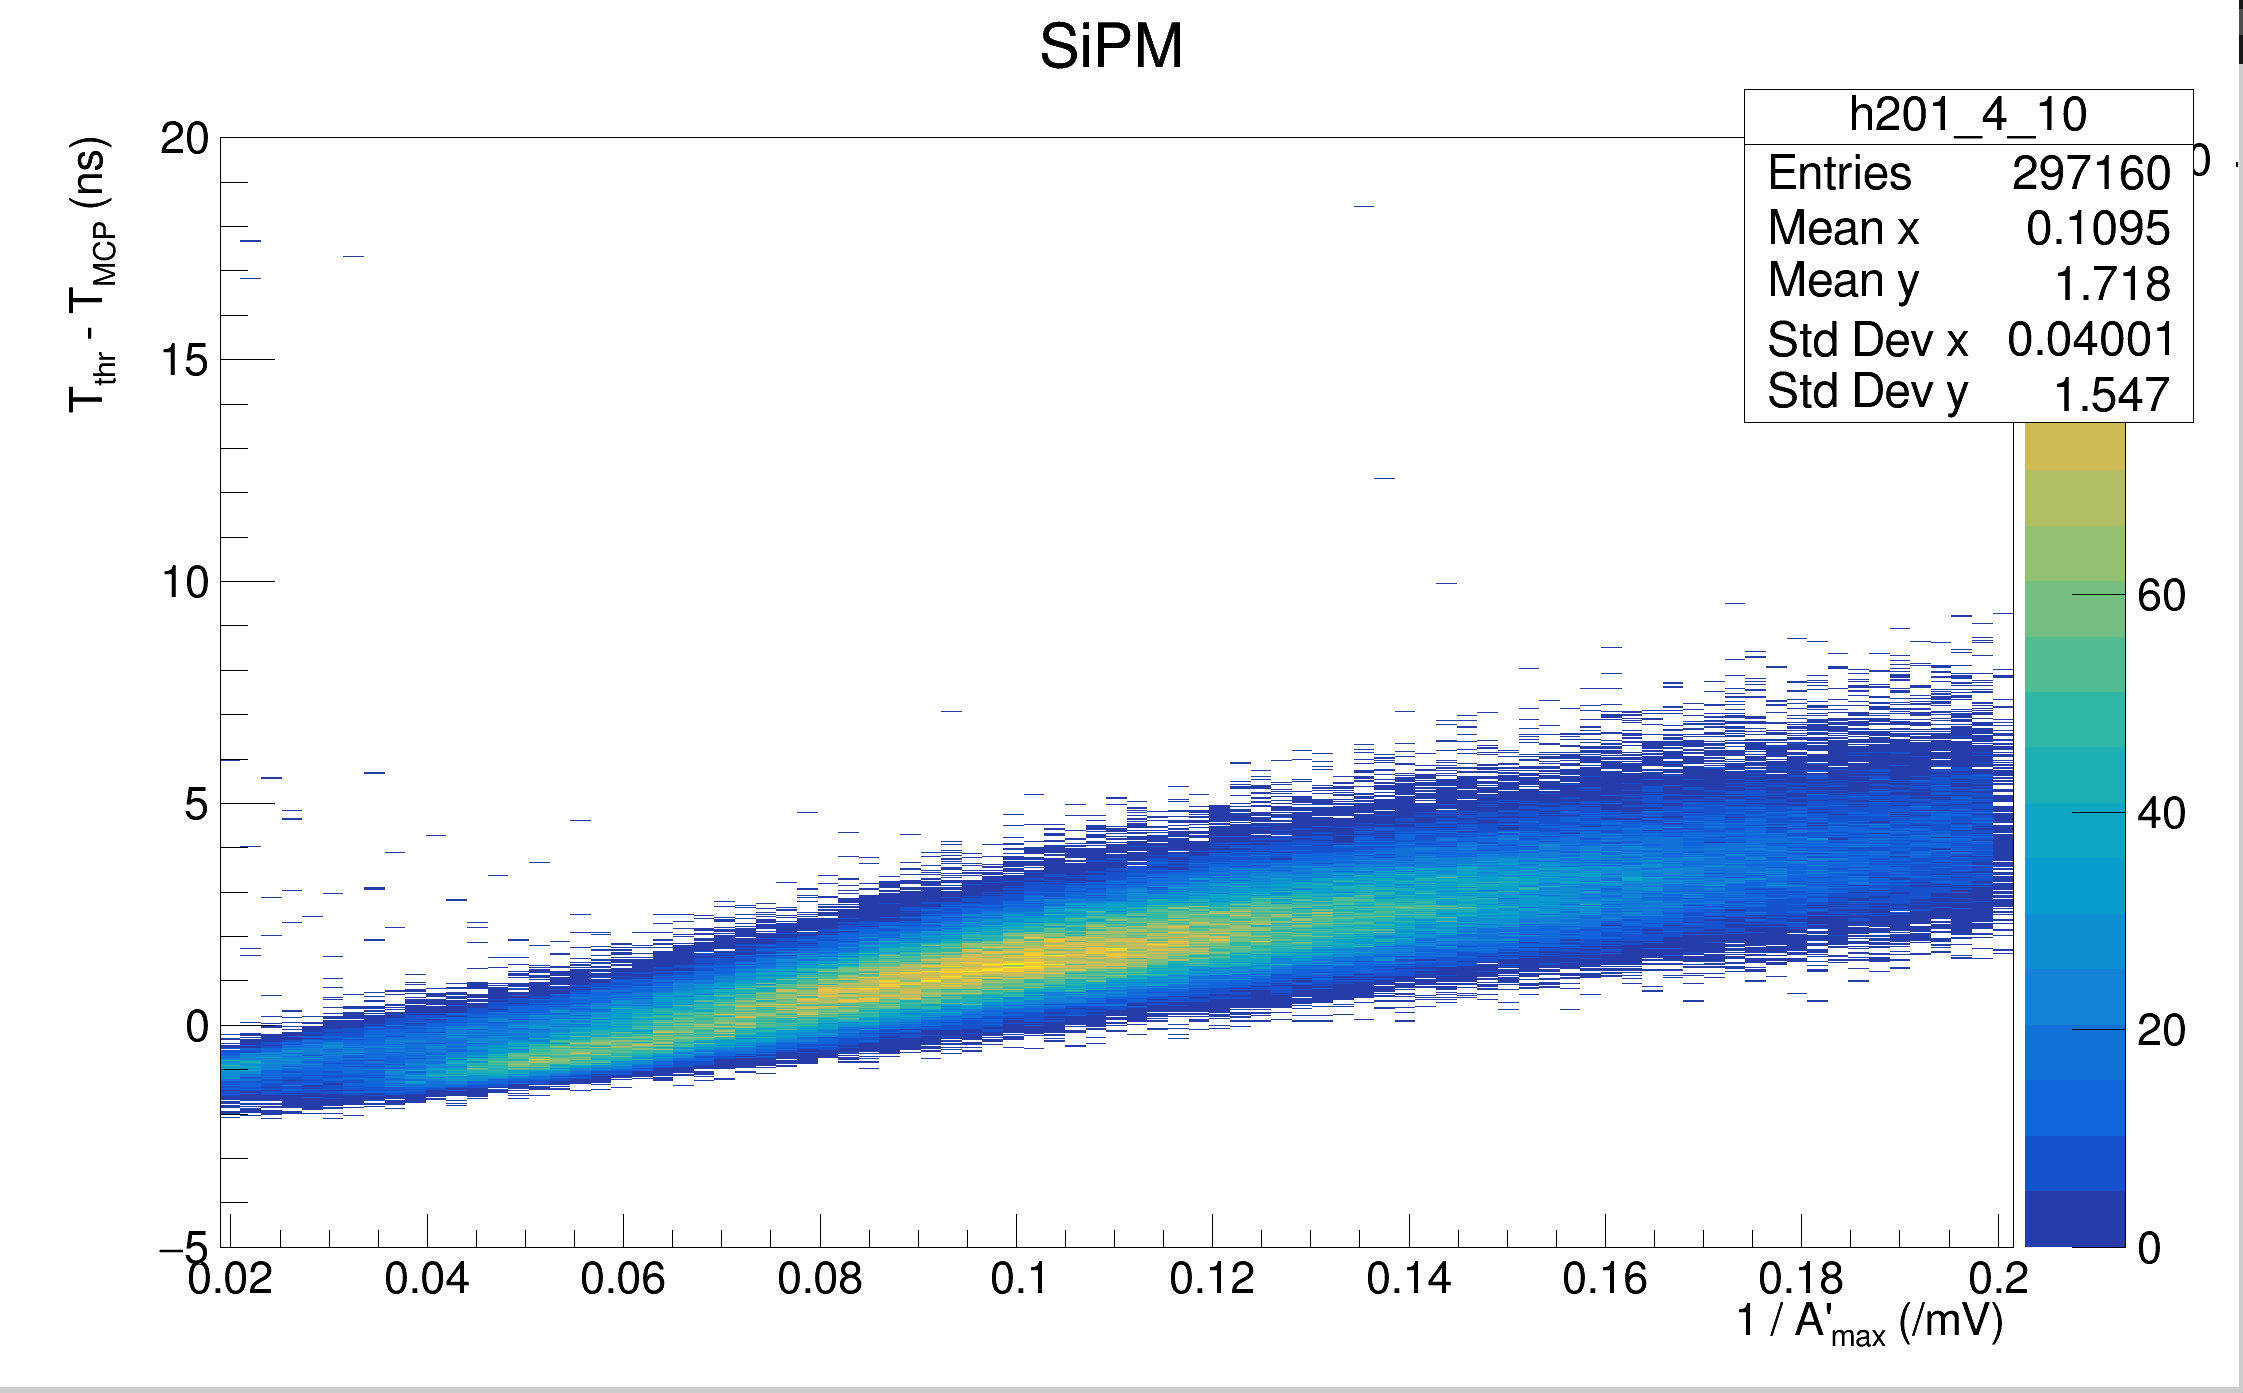 SiPM
h201_4_10
Entries 297160
Mean x 0.1095
Mean y 1.718
Std Dev x 0.04001
Std Dev y 1.547
T_thr - T_MCP (ns)
20
15
10
5
0
−5
0.02 0.04 0.06 0.08 0.1 0.12 0.14 0.16 0.18 0.2
1 / A'_max (/mV)
60
40
20
0